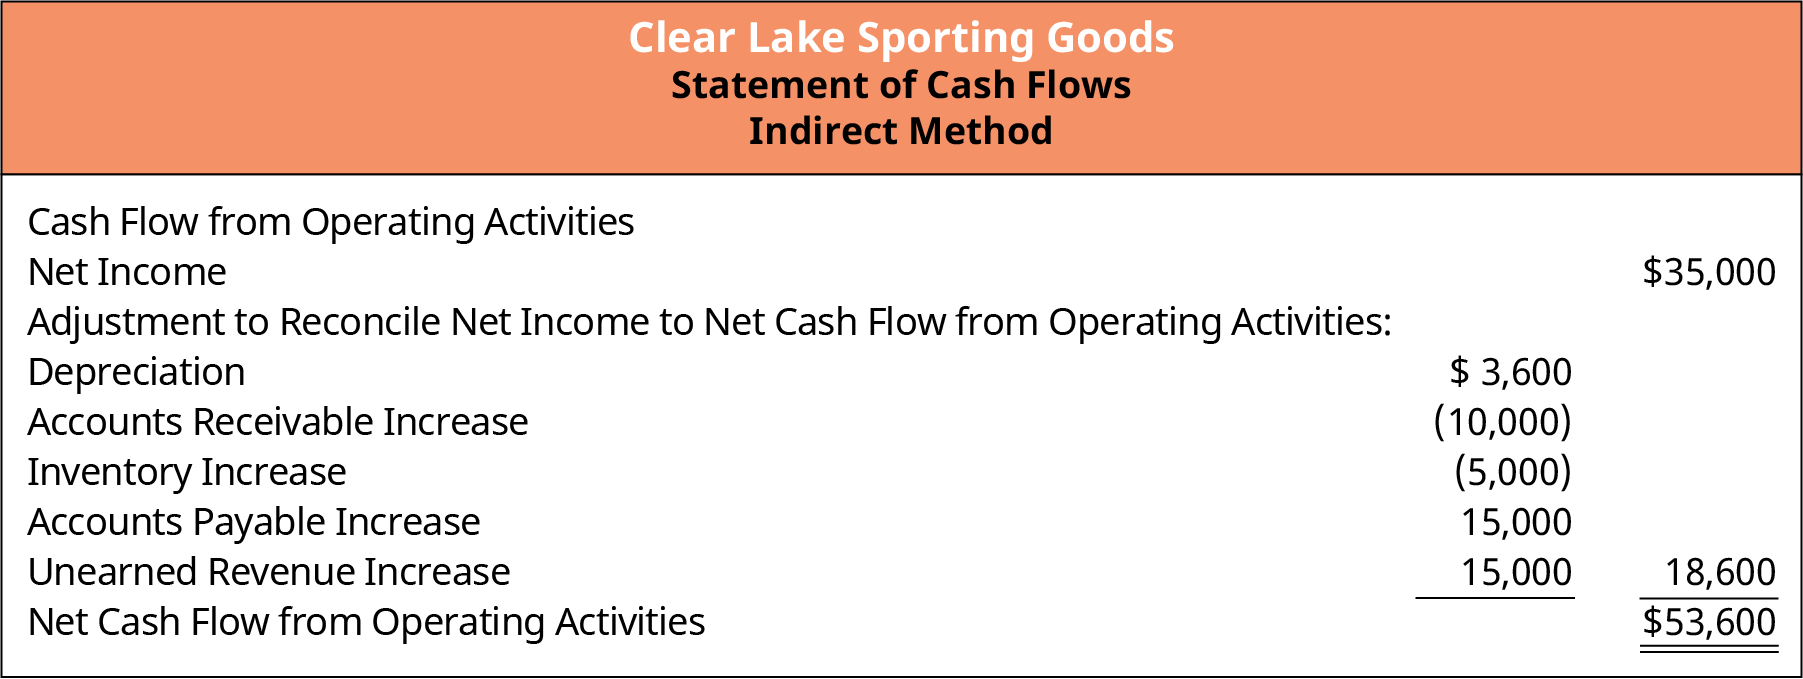 Clear Lake Sporting Goods
Statement of Cash Flows
Indirect Method
Cash Flow from Operating Activities
Net Income $35,000
Adjustment to Reconcile Net Income to Net Cash Flow from Operating Activities:
Depreciation $ 3,600
Accounts Receivable Increase (10,000)
Inventory Increase (5,000)
Accounts Payable Increase 15,000
Unearned Revenue Increase 15,000 18,600
Net Cash Flow from Operating Activities $53,600